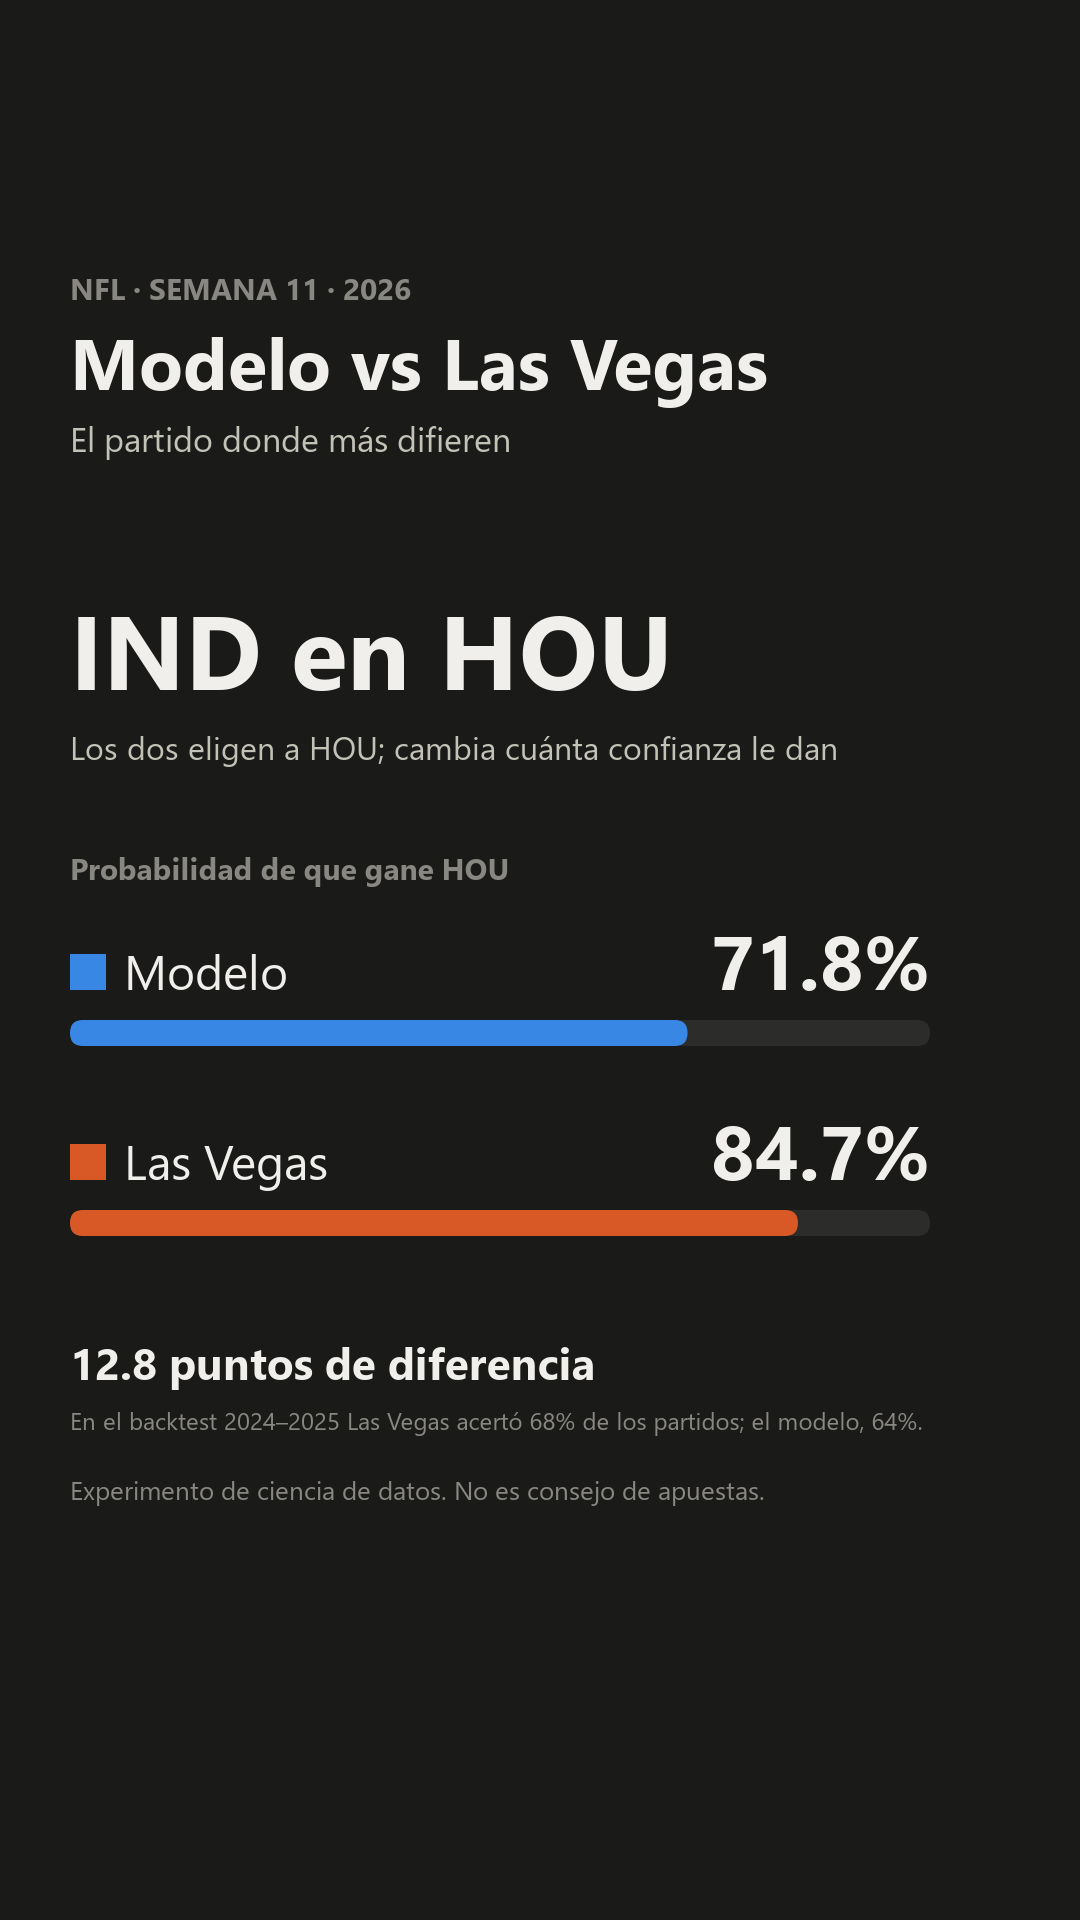 NFL · SEMANA 11 · 2026
Modelo vs Las Vegas
El partido donde más difieren
IND en HOU
Los dos eligen a HOU; cambia cuánta confianza le dan
Probabilidad de que gane HOU
Modelo 71.8%
Las Vegas 84.7%
12.8 puntos de diferencia
En el backtest 2024–2025 Las Vegas acertó 68% de los partidos; el modelo, 64%.
Experimento de ciencia de datos. No es consejo de apuestas.